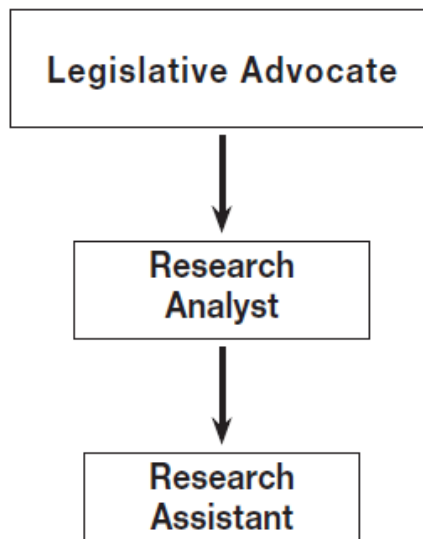 Legislative Advocate
Research
Analyst
Research
Assistant